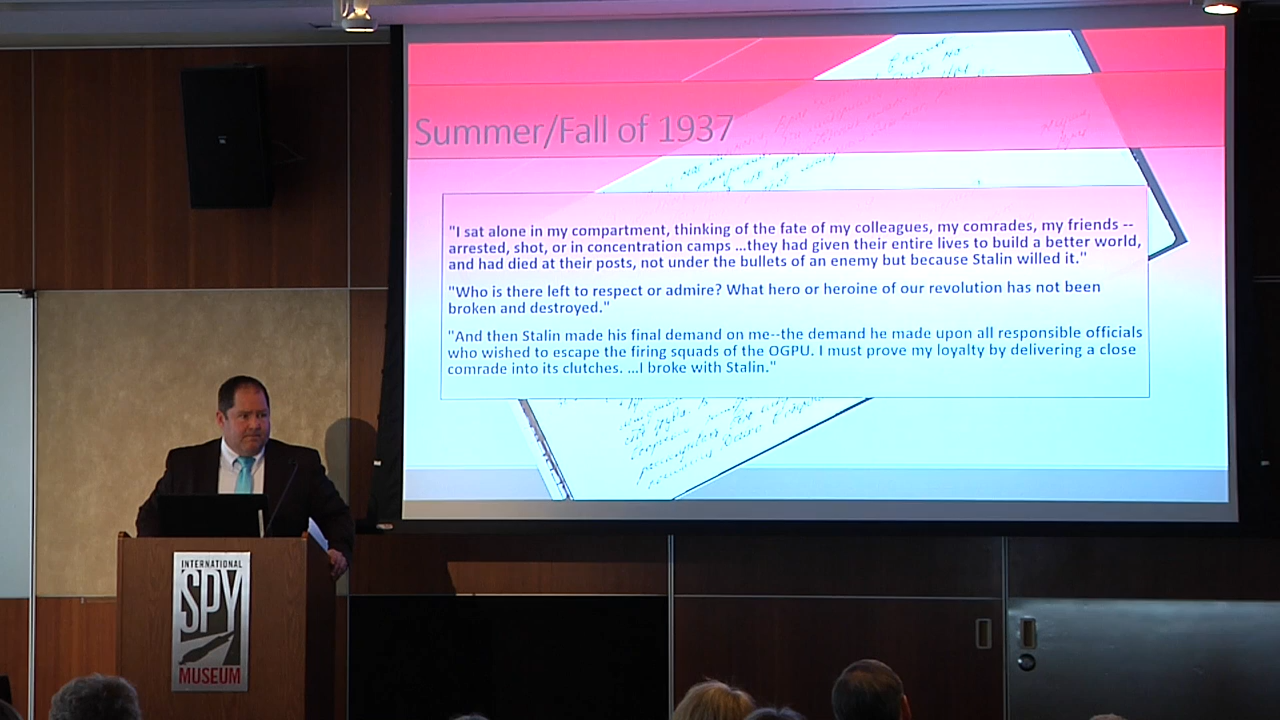 Summer/Fall of 1937
"I sat alone in my compartment, thinking of the fate of my colleagues, my comrades, my friends --
arrested, shot, or in concentration camps ...they had given their entire lives to build a better world,
and had died at their posts, not under the bullets of an enemy but because Stalin willed it."
"Who is there left to respect or admire? What hero or heroine of our revolution has not been
broken and destroyed."
"And then Stalin made his final demand on me--the demand he made upon all responsible officials
who wished to escape the firing squads of the OGPU. I must prove my loyalty by delivering a close
comrade into its clutches. ...I broke with Stalin."
INTERNATIONAL
SPY
MUSEUM